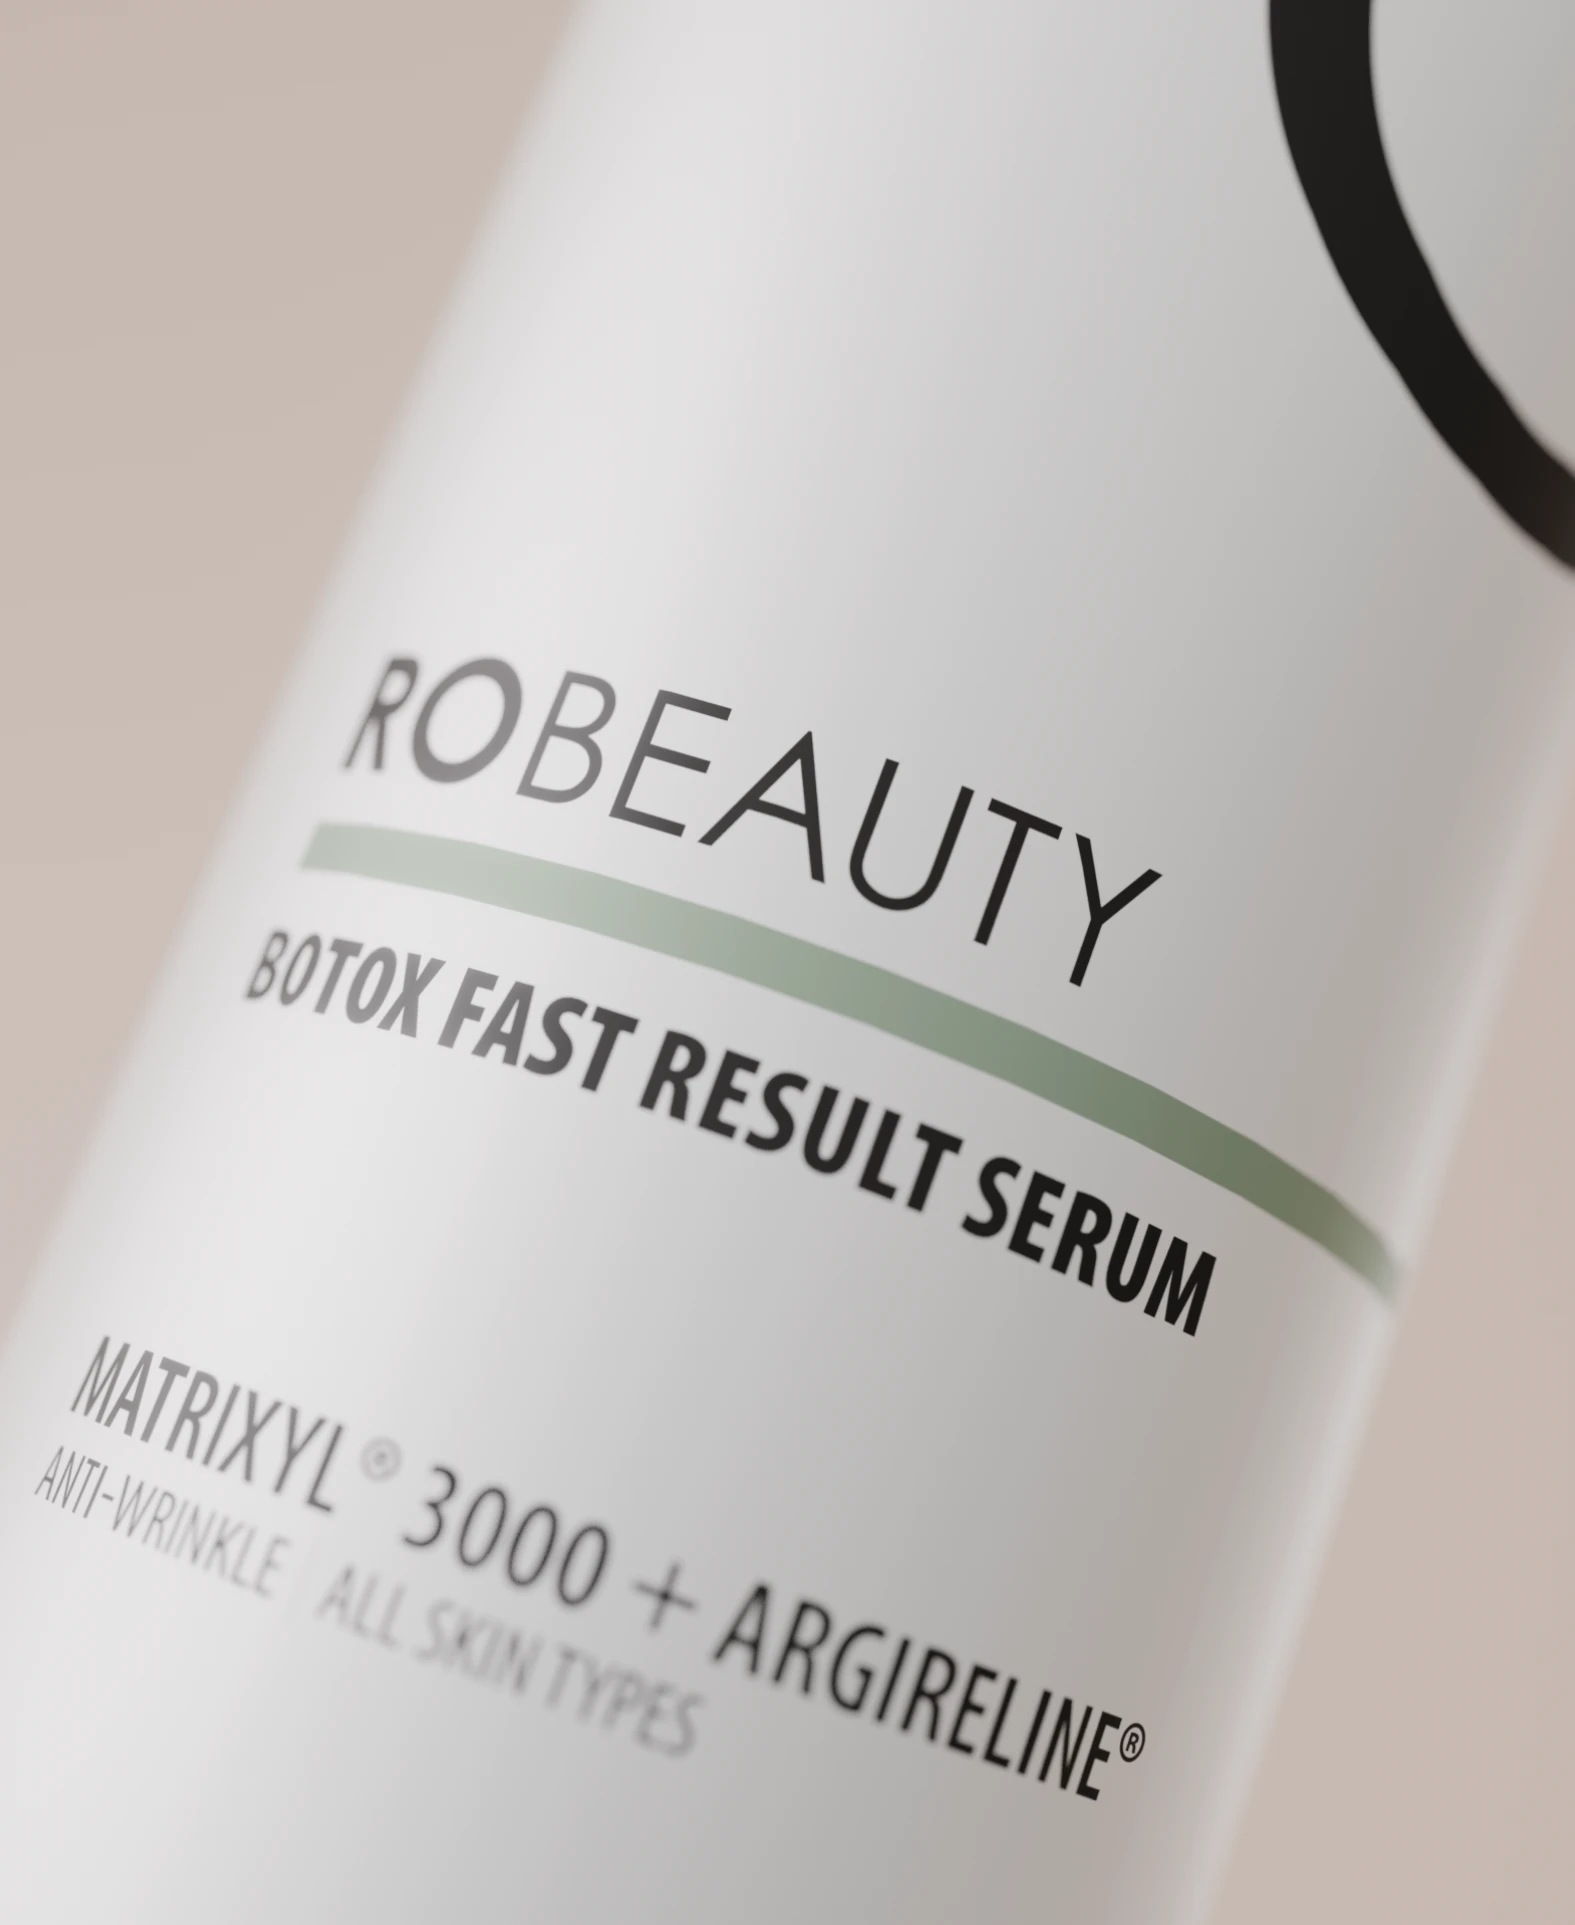 ROBEAUTY
BOTOX FAST RESULT SERUM
MATRIXYL® 3000 + ARGIRELINE®
ANTI-WRINKLE | ALL SKIN TYPES